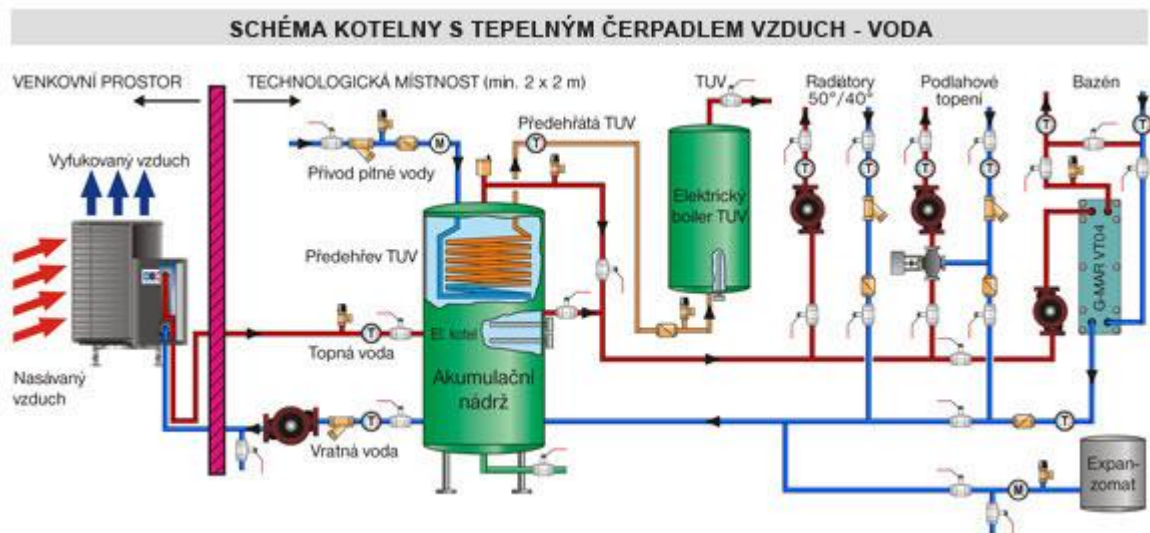 SCHÉMA KOTELNY S TEPELNÝM ČERPADLEM VZDUCH - VODA
VENKOVNÍ PROSTOR
TECHNOLOGICKÁ MÍSTNOST (min. 2 x 2 m)
TUV
Radiátory
50°/40°
Podlahové
topení
Bazén
Vyfukovaný vzduch
Přívod pitné vody
M
Předehřátá TUV
T
Elektrický
boiler TUV
T
T
T
T
T
T
Předehřev TUV
G-MAR VT04
El. kotel
Topná voda
T
Akumulační
nádrž
Nasávaný
vzduch
Vratná voda
T
T
Expan-
zomat
M